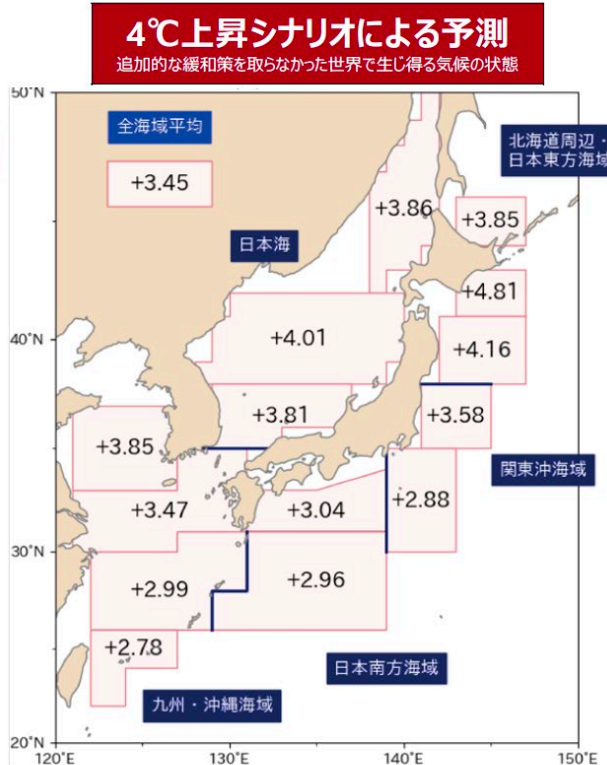 4℃上昇シナリオによる予測
追加的な緩和策を取らなかった世界で生じ得る気候の状態
50˚N
全海域平均
+3.45
北海道周辺・
日本東方海域
+3.86
+3.85
日本海
+4.81
40˚N
+4.01
+4.16
+3.81
+3.58
+3.85
関東沖海域
+2.88
+3.47
+3.04
30˚N
+2.99
+2.96
+2.78
日本南方海域
九州・沖縄海域
20˚N
120˚E
130˚E
140˚E
150˚E